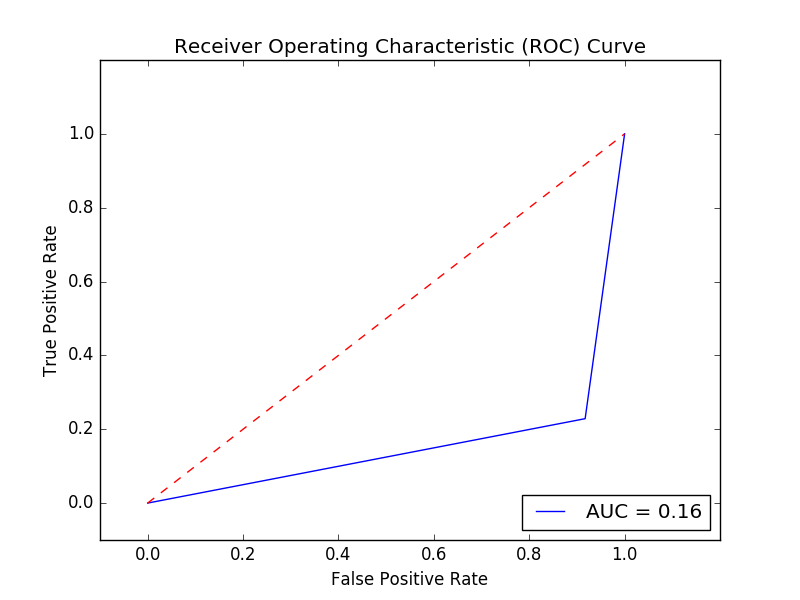 Receiver Operating Characteristic (ROC) Curve
1.0
0.8
0.6
0.4
0.2
0.0
True Positive Rate
AUC = 0.16
0.0 0.2 0.4 0.6 0.8 1.0
False Positive Rate